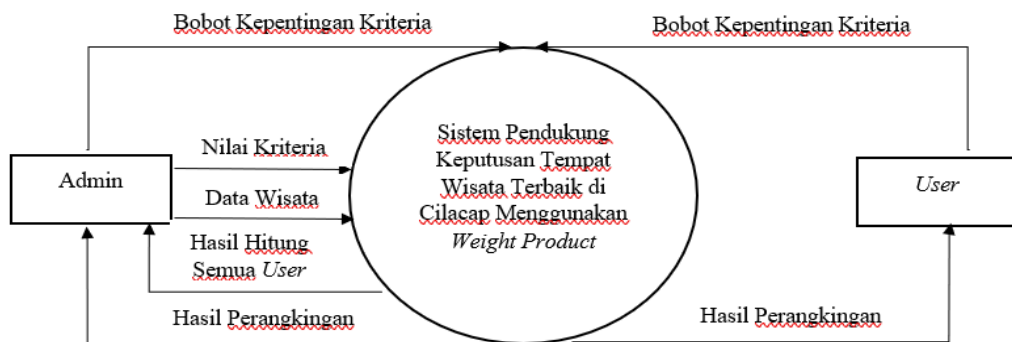 Bobot Kepentingan Kriteria
Bobot Kepentingan Kriteria
Nilai Kriteria
Admin
Data Wisata
Hasil Hitung
Semua User
Hasil Perangkingan
Sistem Pendukung
Keputusan Tempat
Wisata Terbaik di
Cilacap Menggunakan
Weight Product
User
Hasil Perangkingan